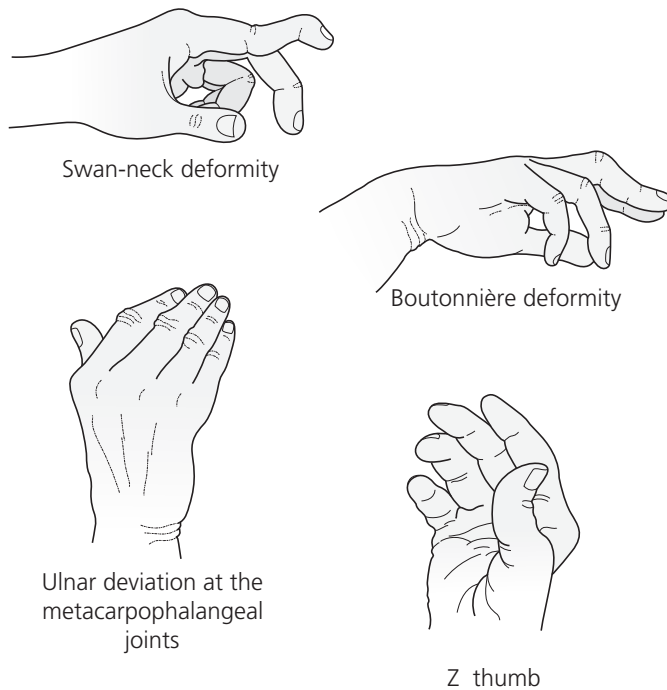 Swan-neck deformity
Boutonnière deformity
Ulnar deviation at the
metacarpophalangeal
joints
Z thumb